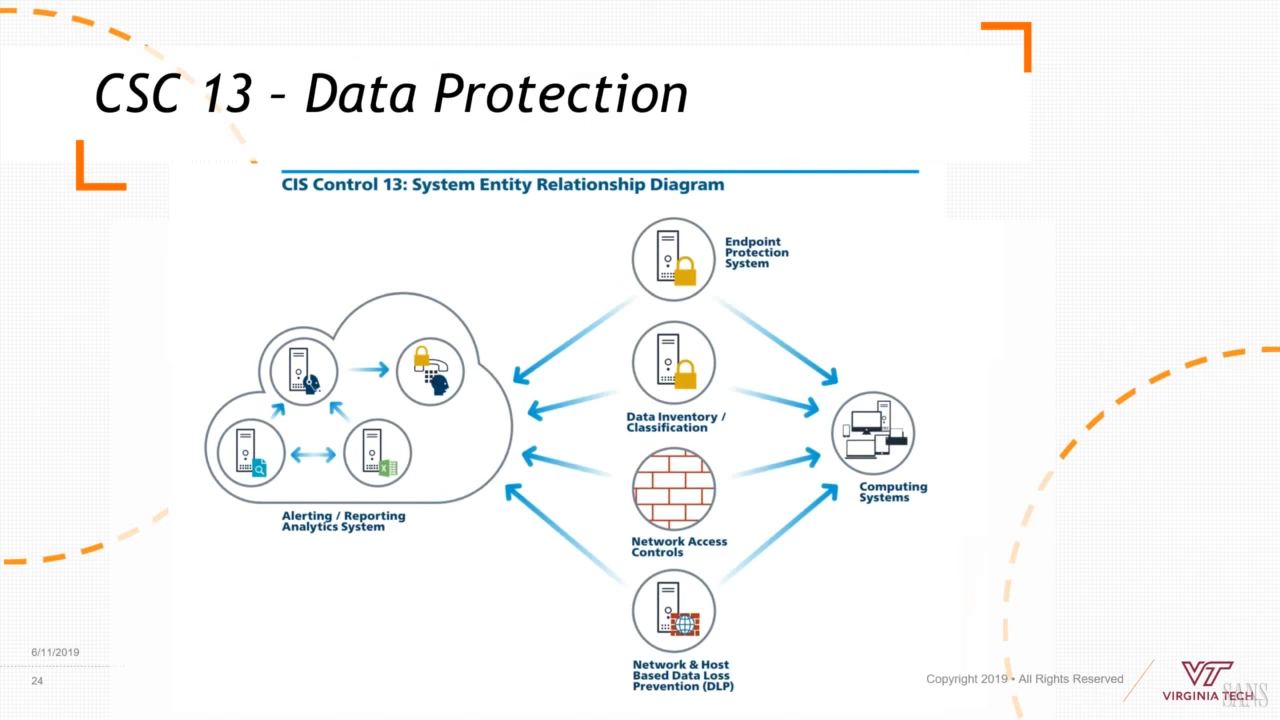 CSC 13 – Data Protection
CIS Control 13: System Entity Relationship Diagram
Endpoint
Protection
System
Data Inventory /
Classification
Network Access
Controls
Network & Host
Based Data Loss
Prevention (DLP)
Computing
Systems
Alerting / Reporting
Analytics System
6/11/2019
24
Copyright 2019 • All Rights Reserved
VT
VIRGINIA TECH
SANS